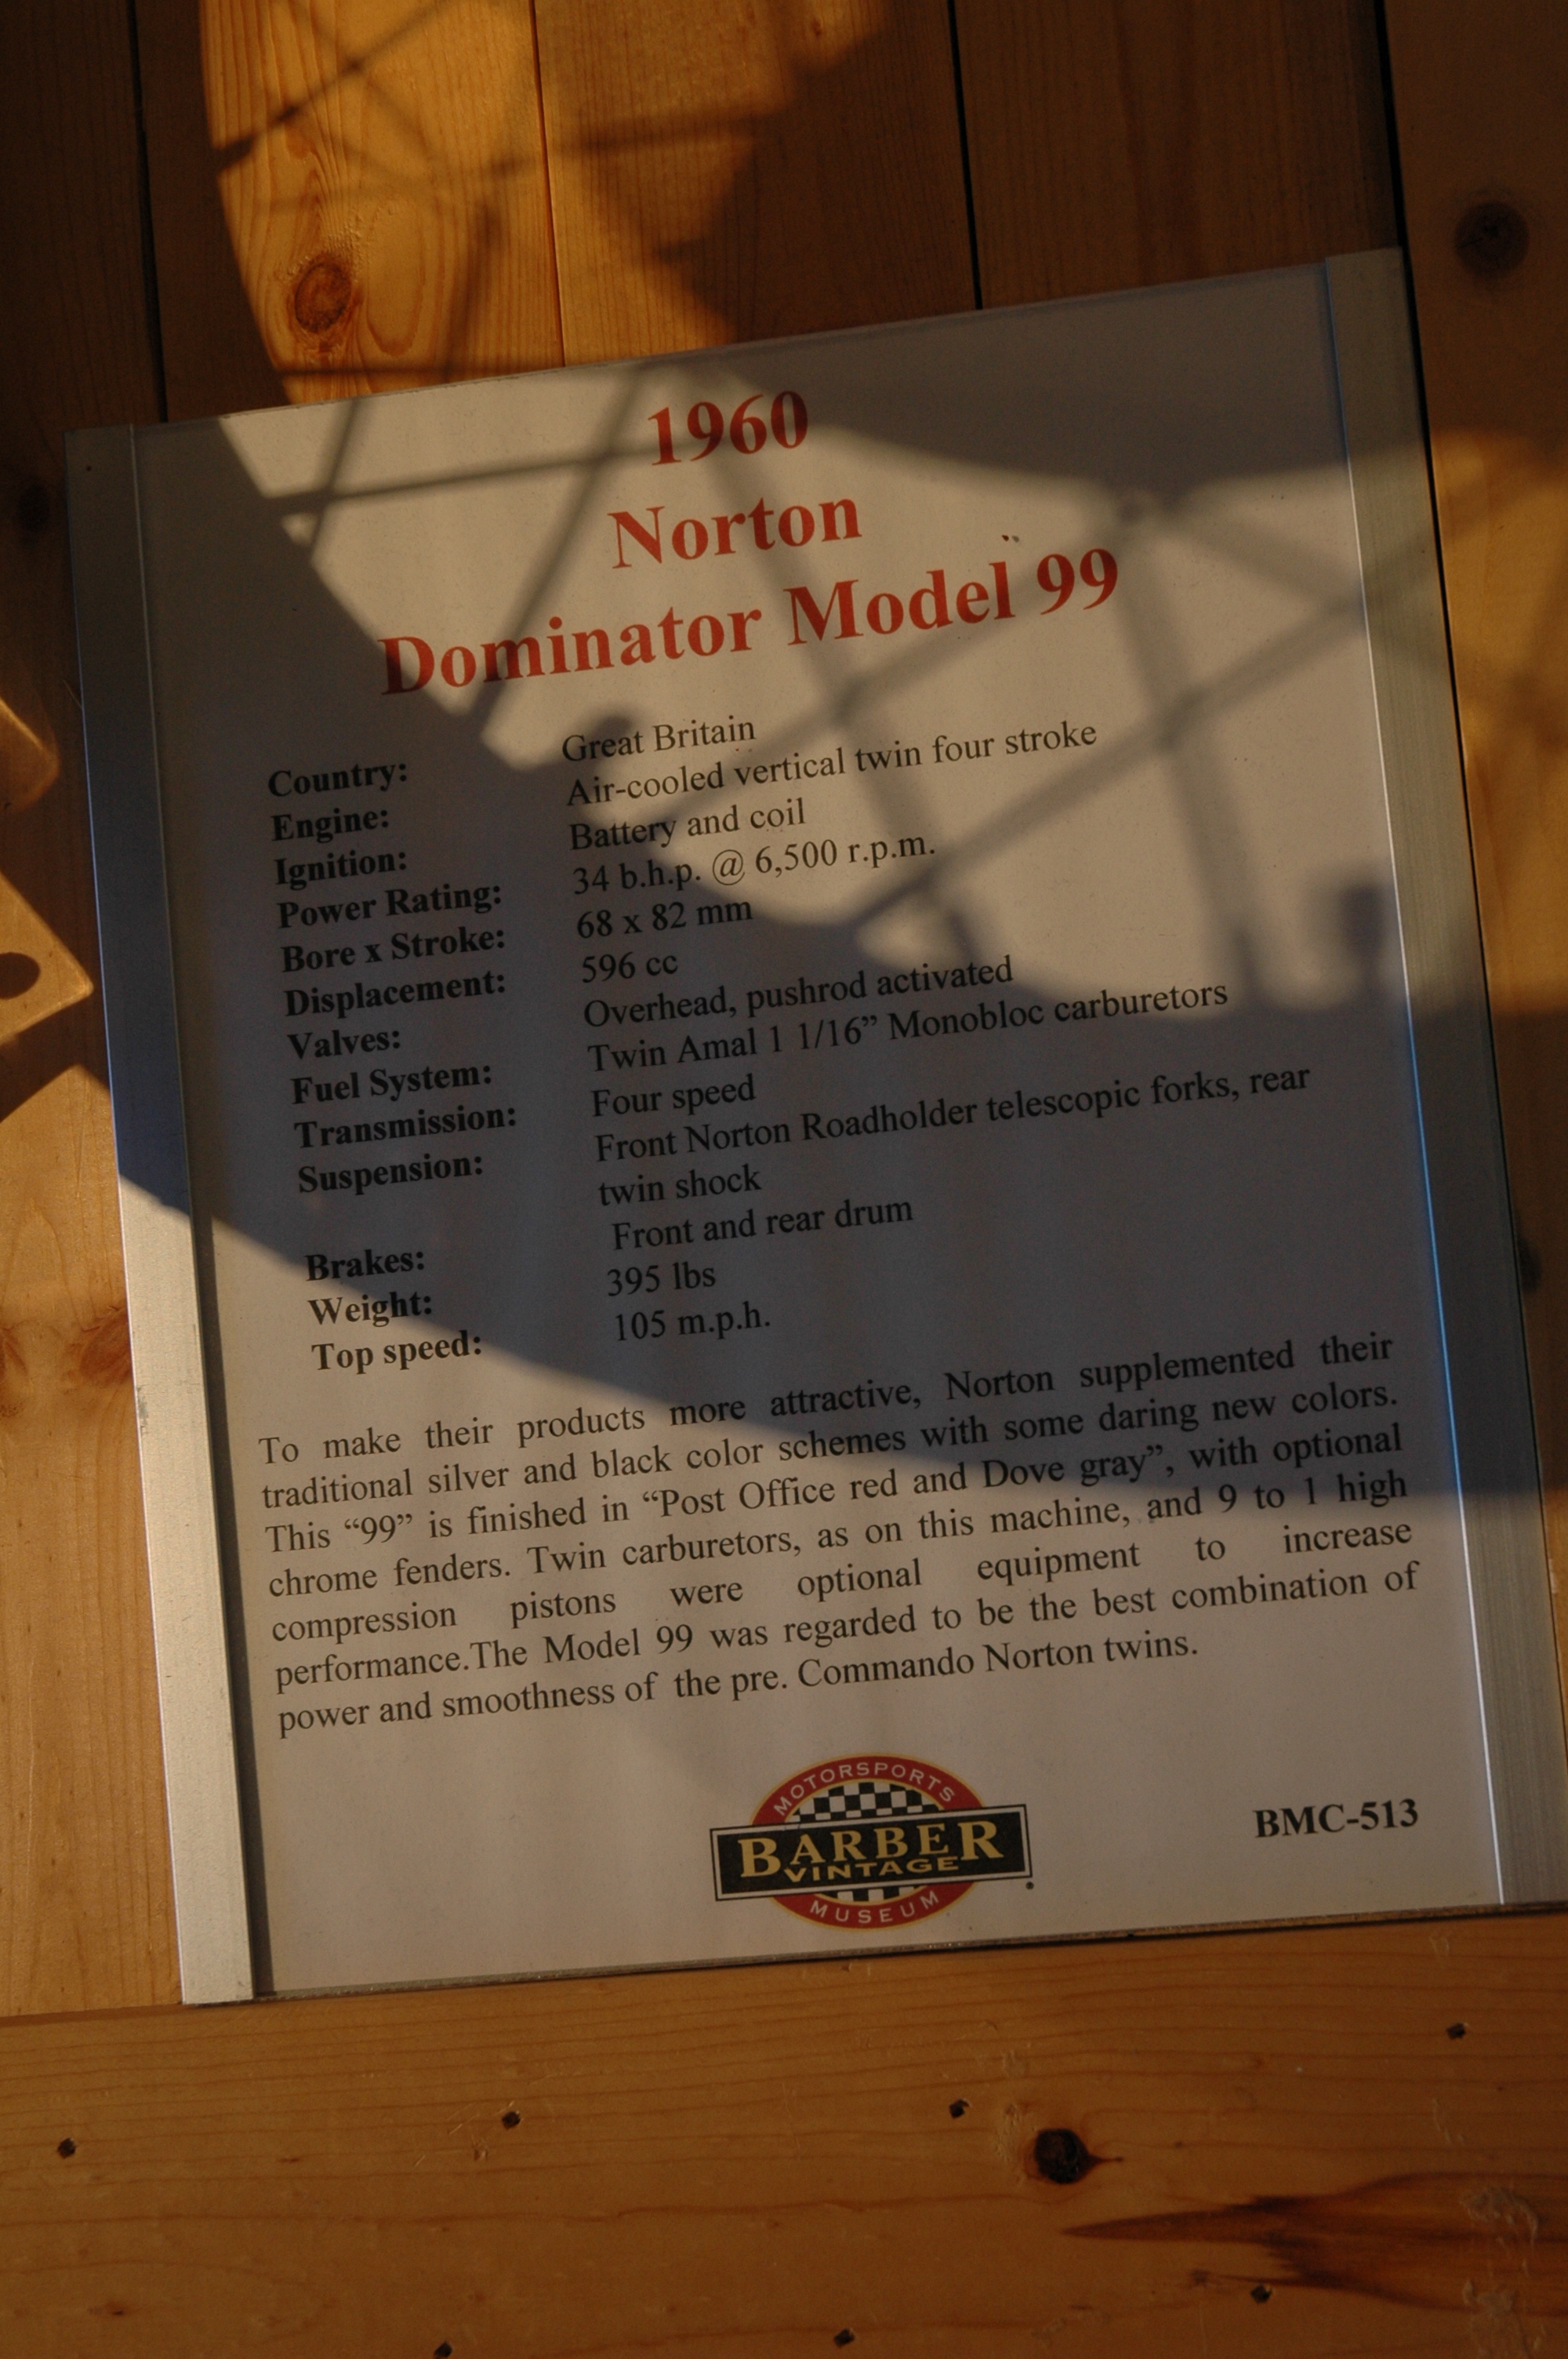 1960
Norton
Dominator Model 99
Country: Great Britain
Engine: Air-cooled vertical twin four stroke
Ignition: Battery and coil
Power Rating: 34 b.h.p. @ 6,500 r.p.m.
Bore x Stroke: 68 x 82 mm
Displacement: 596 cc
Valves: Overhead, pushrod activated
Fuel System: Twin Amal 1 1/16” Monobloc carburetors
Transmission: Four speed
Suspension: Front Norton Roadholder telescopic forks, rear
twin shock
Brakes: Front and rear drum
Weight: 395 lbs
Top speed: 105 m.p.h.
To make their products more attractive, Norton supplemented their
traditional silver and black color schemes with some daring new colors.
This “99” is finished in “Post Office red and Dove gray”, with optional
chrome fenders. Twin carburetors, as on this machine, and 9 to 1 high
compression pistons were optional equipment to increase
performance.The Model 99 was regarded to be the best combination of
power and smoothness of the pre. Commando Norton twins.
MOTORSPORTS
BARBER
VINTAGE
MUSEUM
BMC-513